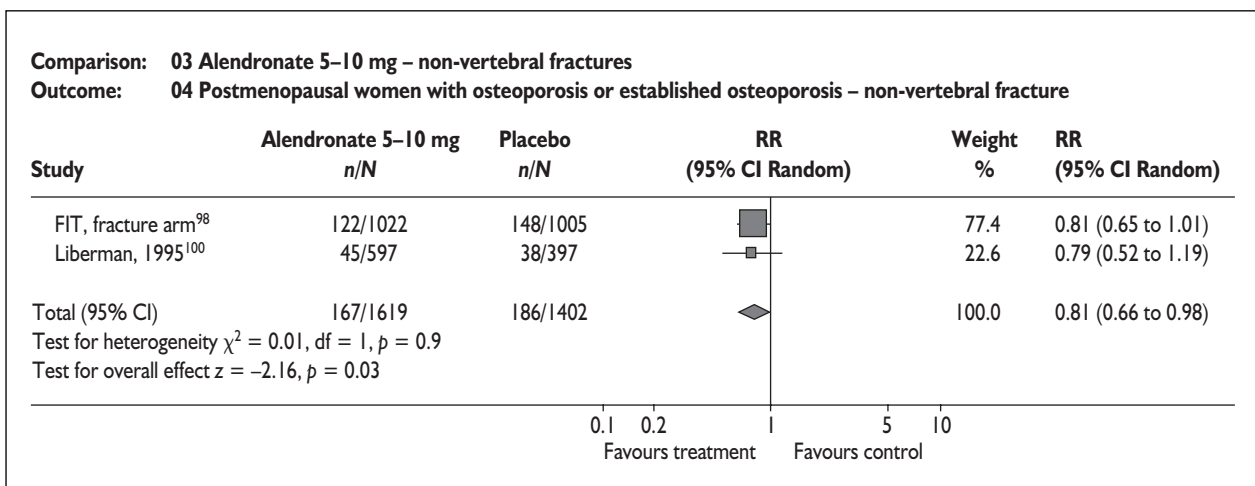 Comparison: 03 Alendronate 5–10 mg – non-vertebral fractures
Outcome: 04 Postmenopausal women with osteoporosis or established osteoporosis – non-vertebral fracture
Alendronate 5–10 mg Placebo RR Weight RR
Study n/N n/N (95% CI Random) % (95% CI Random)
FIT, fracture arm⁹⁸ 122/1022 148/1005 77.4 0.81 (0.65 to 1.01)
Liberman, 1995¹⁰⁰ 45/597 38/397 22.6 0.79 (0.52 to 1.19)
Total (95% CI) 167/1619 186/1402 100.0 0.81 (0.66 to 0.98)
Test for heterogeneity χ² = 0.01, df = 1, p = 0.9
Test for overall effect z = –2.16, p = 0.03
0.1 0.2 1 5 10
Favours treatment Favours control